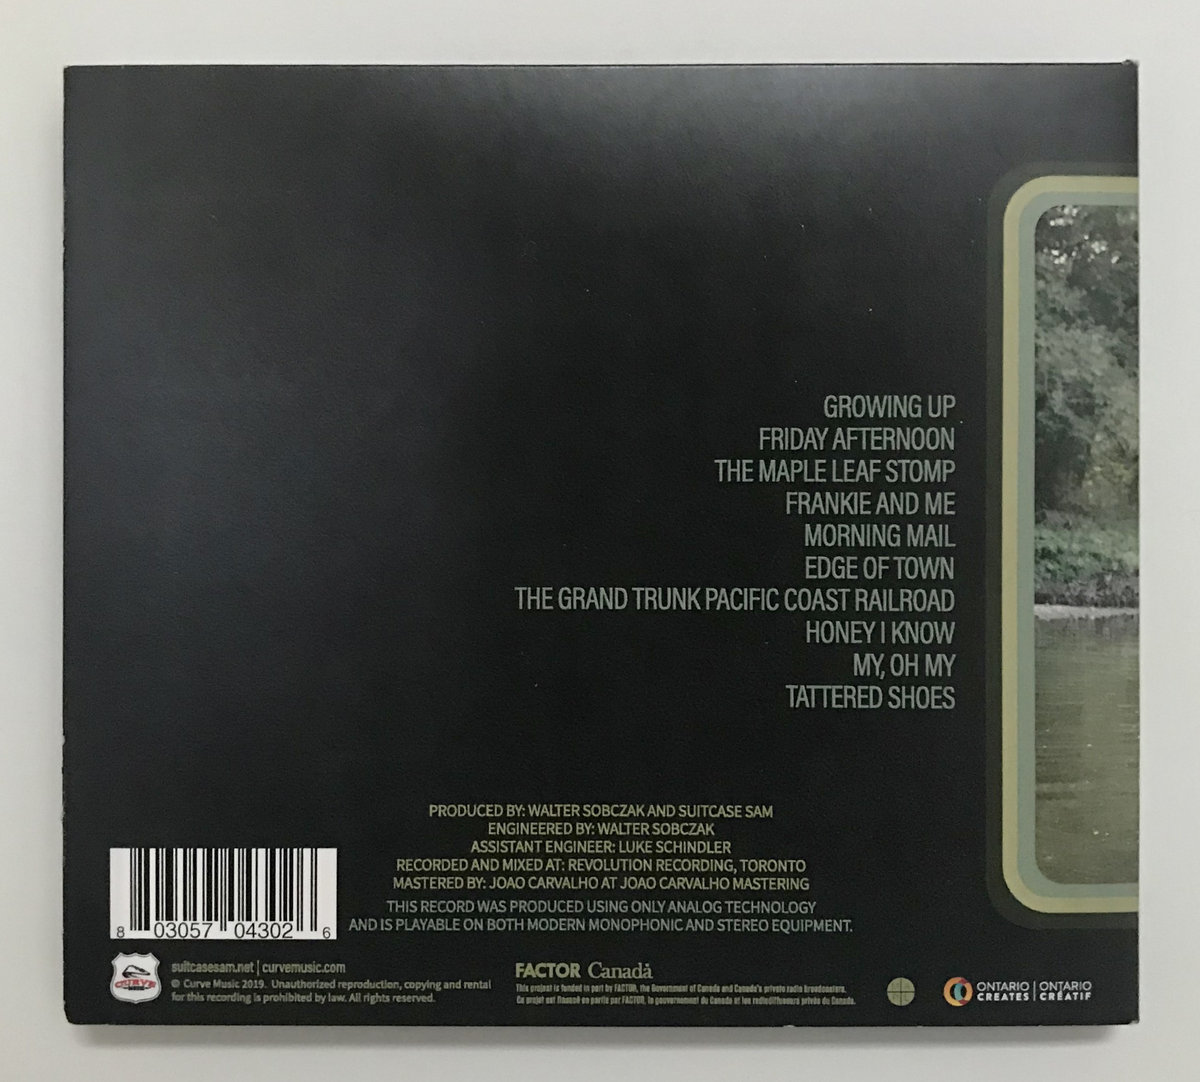 GROWING UP
FRIDAY AFTERNOON
THE MAPLE LEAF STOMP
FRANKIE AND ME
MORNING MAIL
EDGE OF TOWN
THE GRAND TRUNK PACIFIC COAST RAILROAD
HONEY I KNOW
MY, OH MY
TATTERED SHOES
PRODUCED BY: WALTER SOBCZAK AND SUITCASE SAM
ENGINEERED BY: WALTER SOBCZAK
ASSISTANT ENGINEER: LUKE SCHINDLER
RECORDED AND MIXED AT: REVOLUTION RECORDING, TORONTO
MASTERED BY: JOAO CARVALHO AT JOAO CARVALHO MASTERING
THIS RECORD WAS PRODUCED USING ONLY ANALOG TECHNOLOGY
AND IS PLAYABLE ON BOTH MODERN MONOPHONIC AND STEREO EQUIPMENT.
8 03057 04302 6
CURVE
suitcasesam.net | curvemusic.com
© Curve Music 2019. Unauthorized reproduction, copying and rental
for this recording is prohibited by law. All rights reserved.
FACTOR Canadä
This project is funded in part by FACTOR, the Government of Canada and Canada's private radio broadcasters.
Ce projet est financé en partie par FACTOR, le gouvernement du Canada et les radiodiffuseurs privés du Canada.
ONTARIO | ONTARIO
CREATES | CRÉATIF